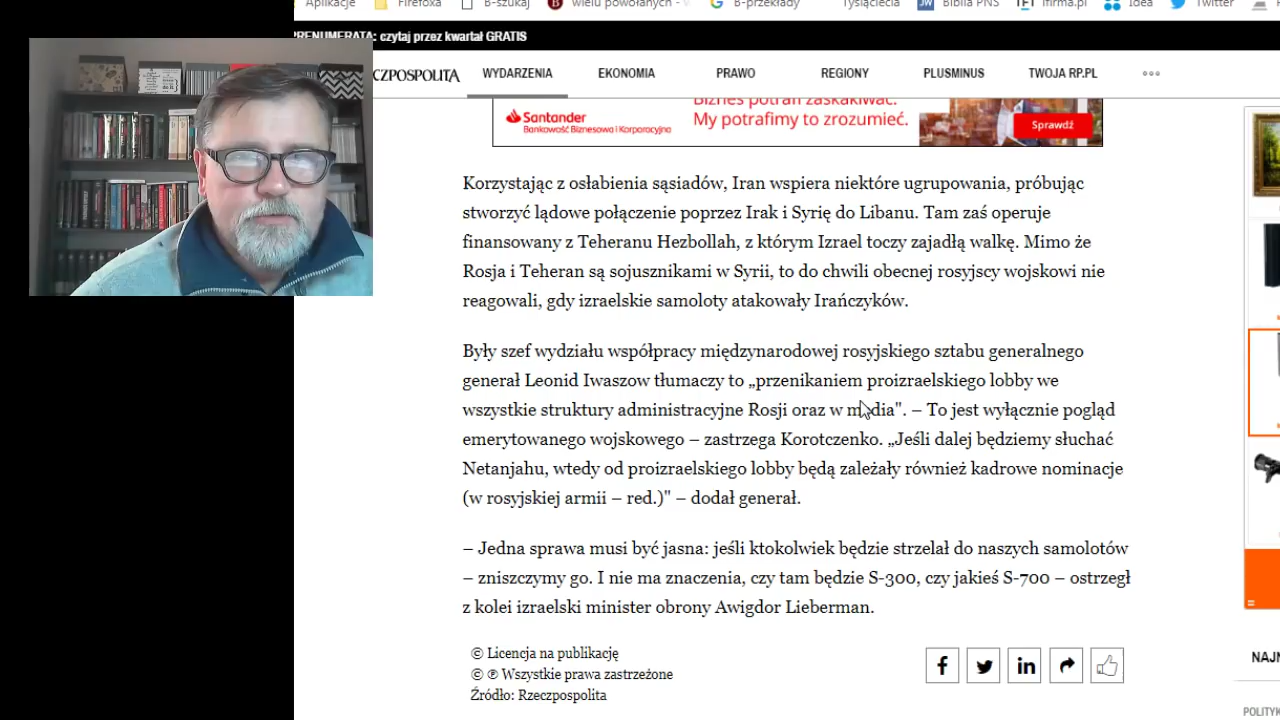 Aplikacje Firefoxa B-szukaj wielu powołanych - B-przekłady Tysiąclecia Biblia PNS ifirma.pl Idea Twitter
PRENUMERATA: czytaj przez kwartał GRATIS
CZPOSPOLITA WYDARZENIA EKONOMIA PRAWO REGIONY PLUSMINUS TWOJA RP.PL
Santander
Bankowość Biznesowa i Korporacyjna
Biznes potrafi zaskakiwać.
My potrafimy to zrozumieć.
Sprawdź
Korzystając z osłabienia sąsiadów, Iran wspiera niektóre ugrupowania, próbując
stworzyć lądowe połączenie poprzez Irak i Syrię do Libanu. Tam zaś operuje
finansowany z Teheranu Hezbollah, z którym Izrael toczy zajadłą walkę. Mimo że
Rosja i Teheran są sojusznikami w Syrii, to do chwili obecnej rosyjscy wojskowi nie
reagowali, gdy izraelskie samoloty atakowały Irańczyków.
Były szef wydziału współpracy międzynarodowej rosyjskiego sztabu generalnego
generał Leonid Iwaszow tłumaczy to „przenikaniem proizraelskiego lobby we
wszystkie struktury administracyjne Rosji oraz w media". – To jest wyłącznie pogląd
emerytowanego wojskowego – zastrzega Korotczenko. „Jeśli dalej będziemy słuchać
Netanjahu, wtedy od proizraelskiego lobby będą zależały również kadrowe nominacje
(w rosyjskiej armii – red.)" – dodał generał.
– Jedna sprawa musi być jasna: jeśli ktokolwiek będzie strzelał do naszych samolotów
– zniszczymy go. I nie ma znaczenia, czy tam będzie S-300, czy jakieś S-700 – ostrzegł
z kolei izraelski minister obrony Awigdor Lieberman.
© Licencja na publikację
© ℗ Wszystkie prawa zastrzeżone
Źródło: Rzeczpospolita
NAJN
POLITYK